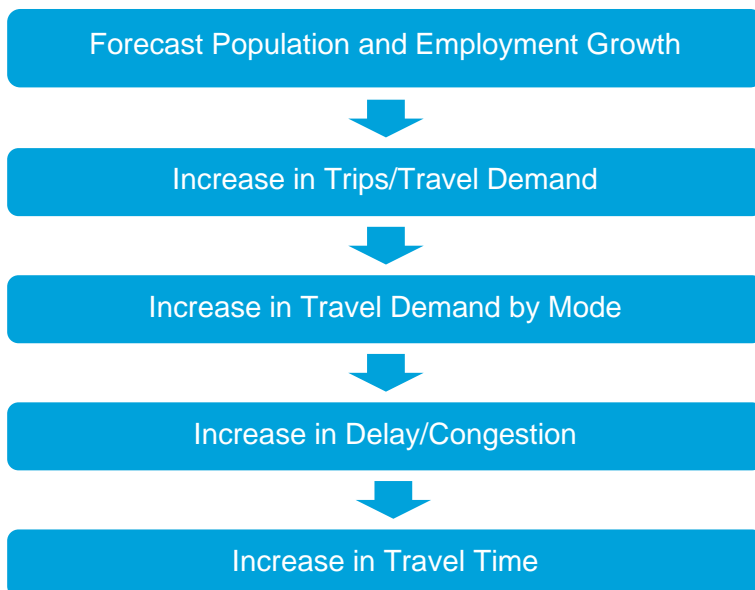 Forecast Population and Employment Growth
Increase in Trips/Travel Demand
Increase in Travel Demand by Mode
Increase in Delay/Congestion
Increase in Travel Time